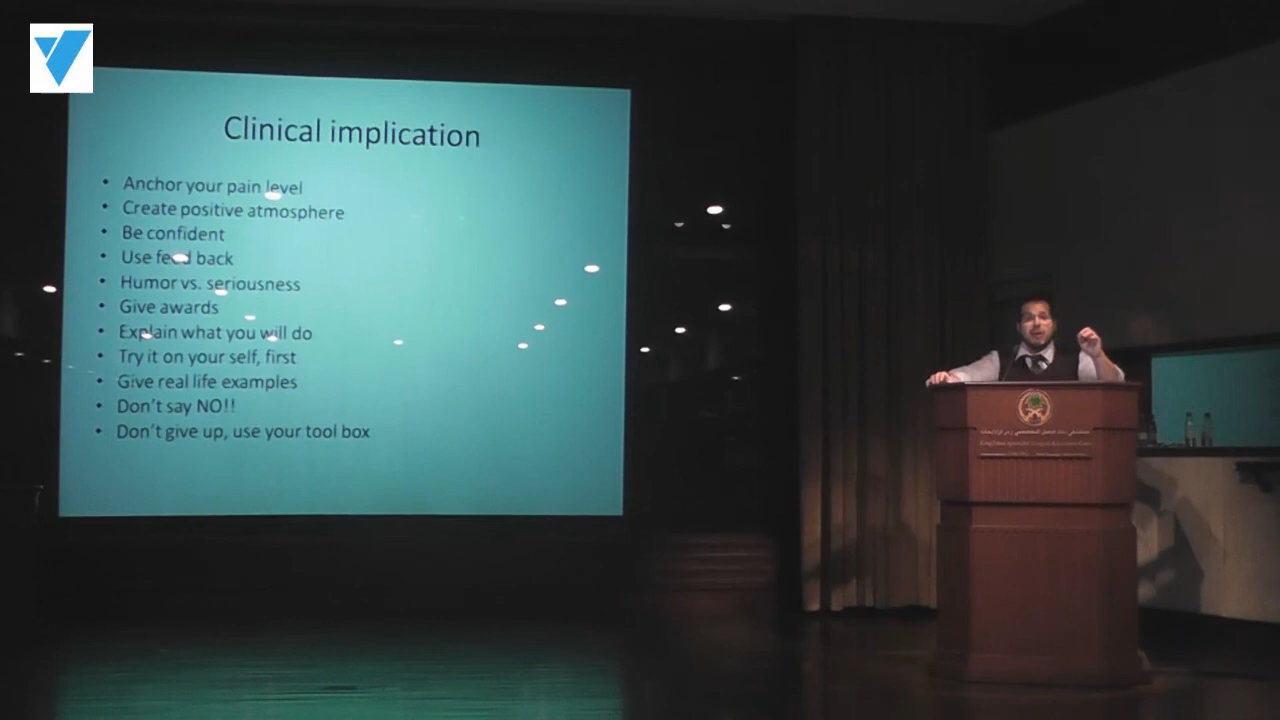 Clinical implication
• Anchor your pain level
• Create positive atmosphere
• Be confident
• Use feed back
• Humor vs. seriousness
• Give awards
• Explain what you will do
• Try it on your self, first
• Give real life examples
• Don't say NO!!
• Don't give up, use your tool box